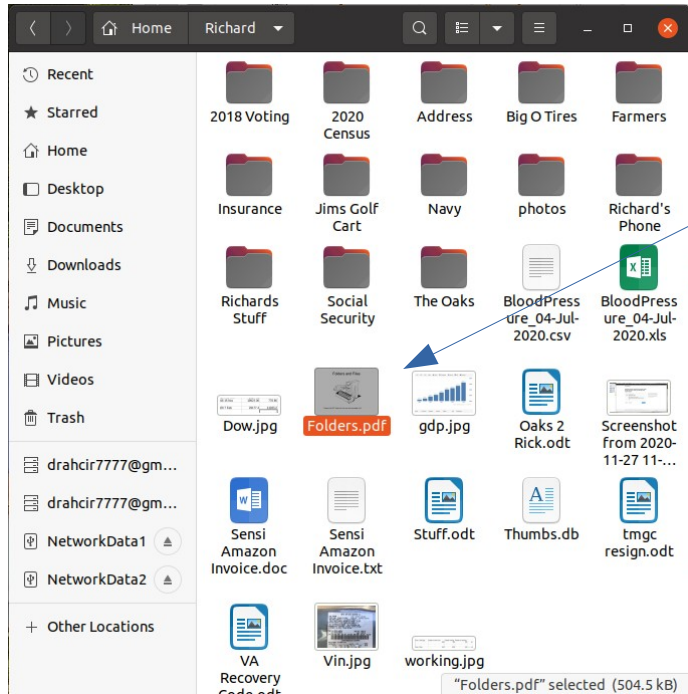 Home Richard
Recent
Starred
Home
Desktop
Documents
Downloads
Music
Pictures
Videos
Trash
drahcir7777@gm...
drahcir7777@gm...
NetworkData1
NetworkData2
Other Locations
2018 Voting
2020
Census
Address
Big O Tires
Farmers
Insurance
Jims Golf
Cart
Navy
photos
Richard's
Phone
Richards
Stuff
Social
Security
The Oaks
BloodPress
ure_04-Jul-
2020.csv
BloodPress
ure_04-Jul-
2020.xls
Dow.jpg
Folders and Files
Folders.pdf
gdp.jpg
Oaks 2
Rick.odt
Screenshot
from 2020-
11-27 11-...
Sensi
Amazon
Invoice.doc
Sensi
Amazon
Invoice.txt
Stuff.odt
Thumbs.db
tmgc
resign.odt
VA
Recovery
Code.odt
Vin.jpg
working.jpg
"Folders.pdf" selected (504.5 kB)